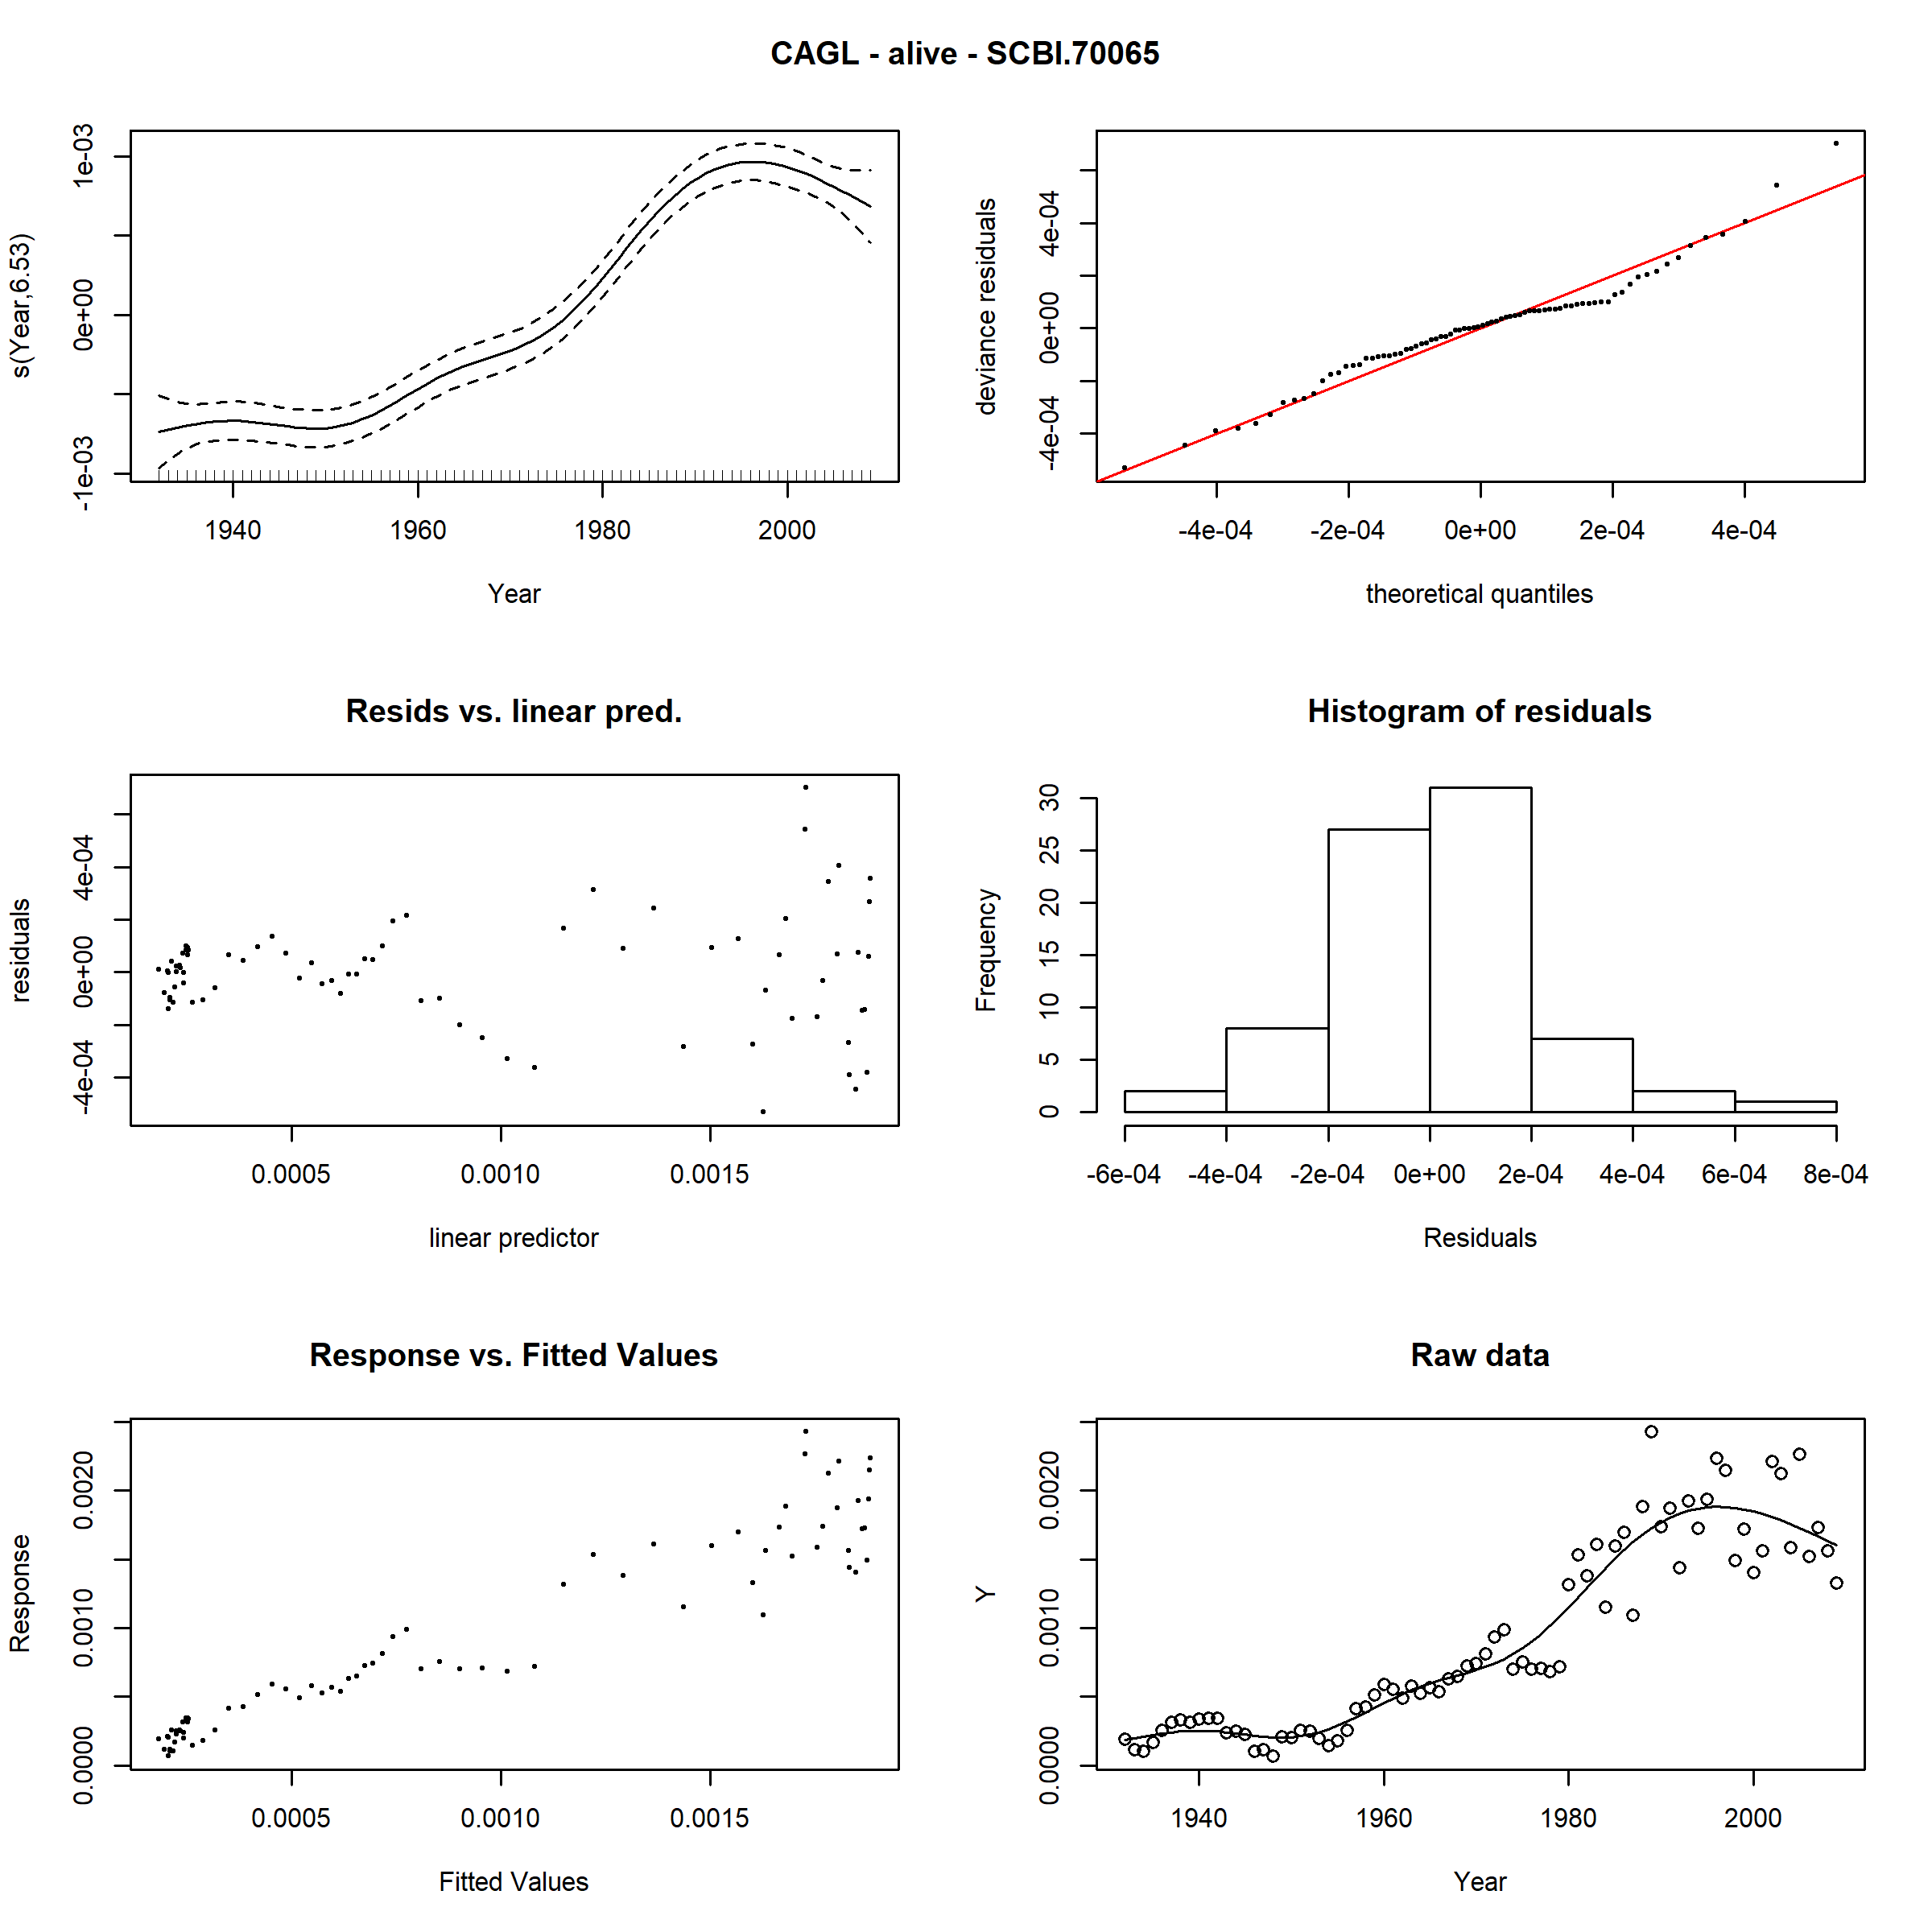 CAGL - alive - SCBI.70065
s(Year,6.53)
-1e-03 0e+00 1e-03
1940 1960 1980 2000
Year
deviance residuals
-4e-04 0e+00 4e-04
-4e-04 -2e-04 0e+00 2e-04 4e-04
theoretical quantiles
Resids vs. linear pred.
residuals
-4e-04 0e+00 4e-04
0.0005 0.0010 0.0015
linear predictor
Histogram of residuals
Frequency
0 5 10 15 20 25 30
-6e-04 -4e-04 -2e-04 0e+00 2e-04 4e-04 6e-04 8e-04
Residuals
Response vs. Fitted Values
Response
0.0000 0.0010 0.0020
0.0005 0.0010 0.0015
Fitted Values
Raw data
Y
0.0000 0.0010 0.0020
1940 1960 1980 2000
Year